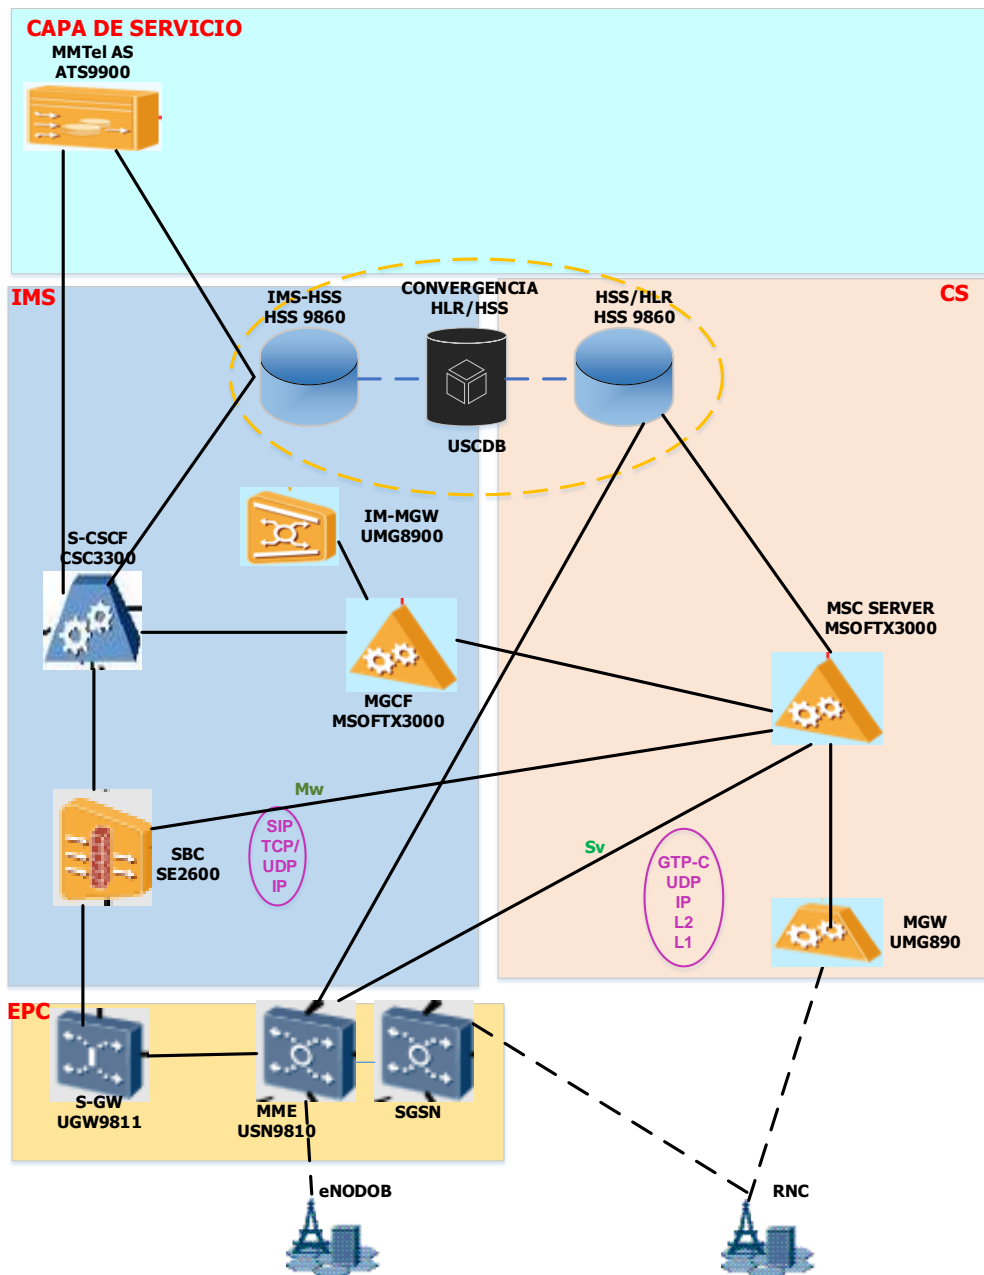 CAPA DE SERVICIO
MMTel AS
ATS9900
IMS
CS
IMS-HSS
HSS 9860
CONVERGENCIA
HLR/HSS
HSS/HLR
HSS 9860
USCDB
IM-MGW
UMG8900
S-CSCF
CSC3300
MSC SERVER
MSOFTX3000
MGCF
MSOFTX3000
Mw
SIP
TCP/
UDP
IP
SBC
SE2600
Sv
GTP-C
UDP
IP
L2
L1
MGW
UMG890
EPC
S-GW
UGW9811
MME
USN9810
SGSN
eNODOB
RNC